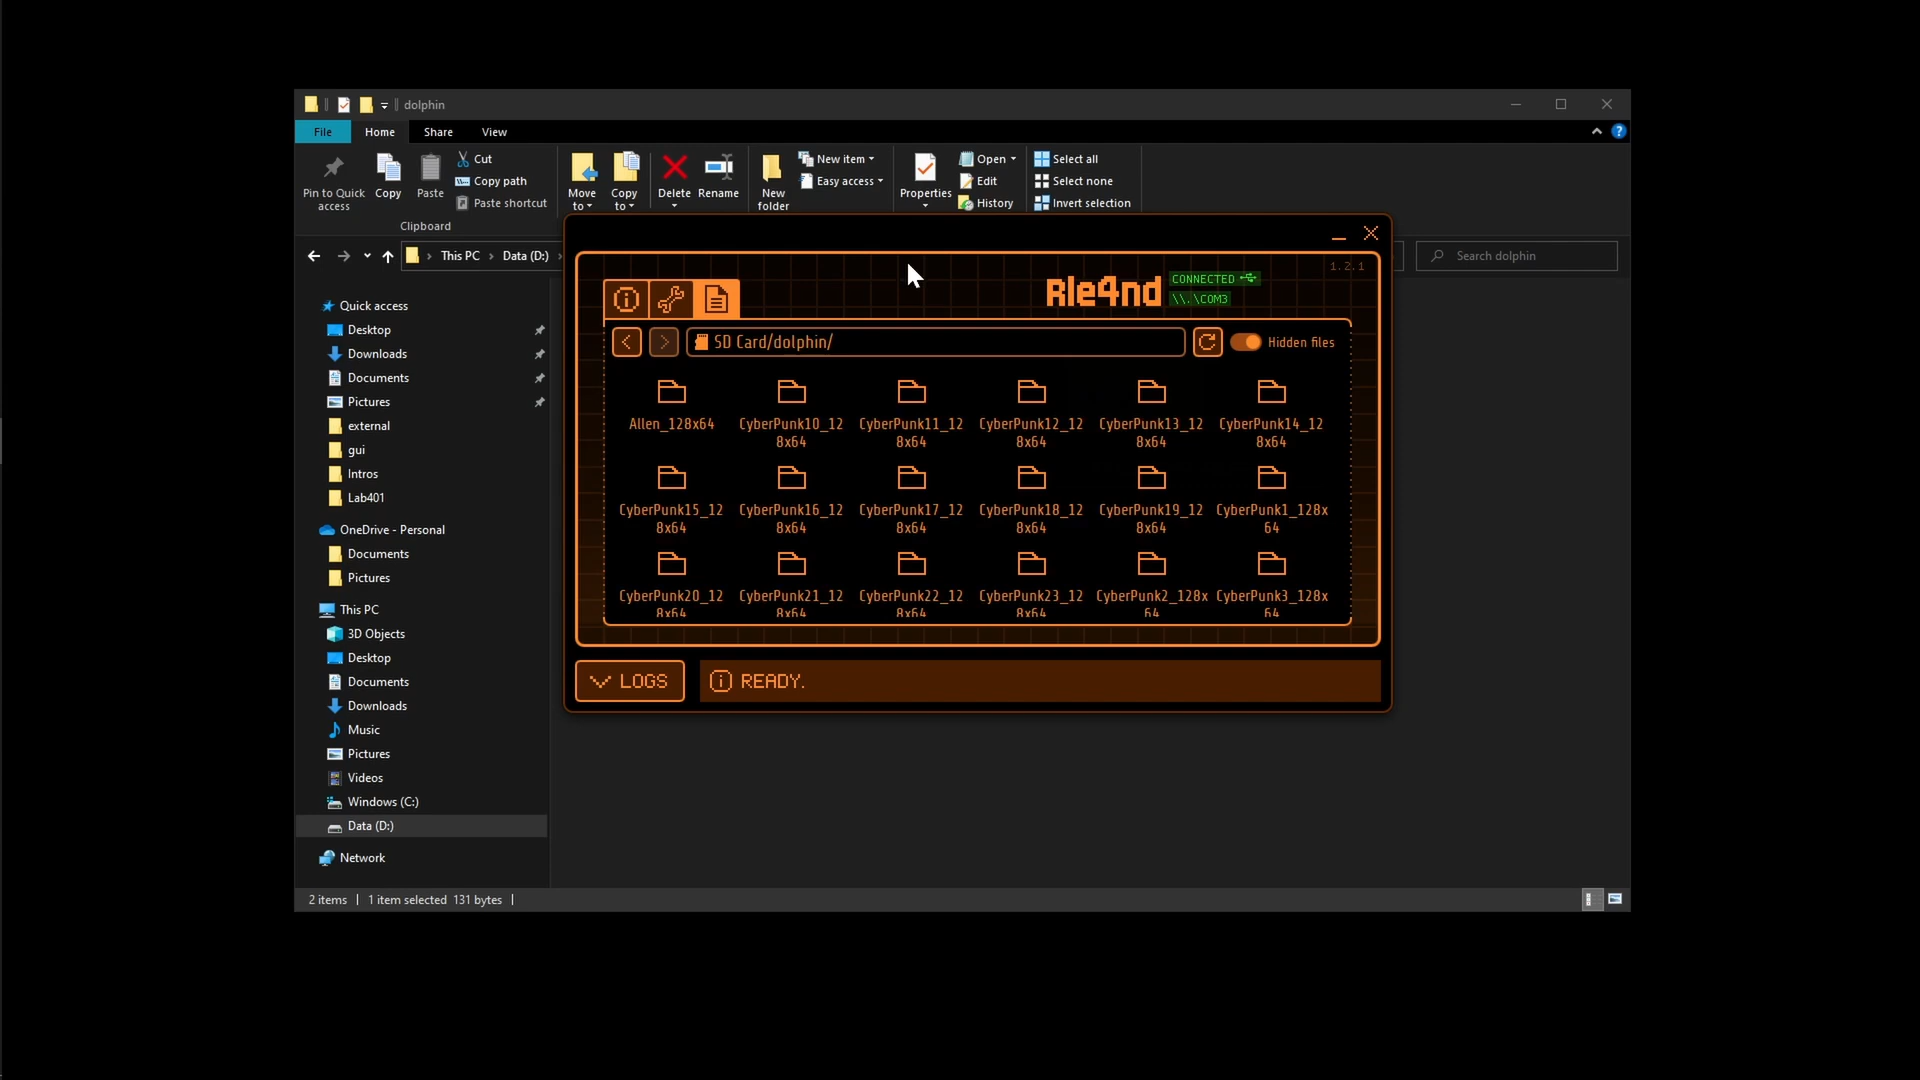 dolphin
File Home Share View
Pin to Quick access
Copy
Paste
Cut
Copy path
Paste shortcut
Clipboard
Move to
Copy to
Delete
Rename
New folder
New item
Easy access
Properties
Open
Edit
History
Select all
Select none
Invert selection
This PC > Data (D:) >
Search dolphin
Quick access
Desktop
Downloads
Documents
Pictures
external
gui
Intros
Lab401
OneDrive - Personal
Documents
Pictures
This PC
3D Objects
Desktop
Documents
Downloads
Music
Pictures
Videos
Windows (C:)
Data (D:)
Network
2 items | 1 item selected 131 bytes |
1.2.1
Rle4nd
CONNECTED
\\.\COM3
SD Card/dolphin/
Hidden files
Allen_128x64
CyberPunk10_12
8x64
CyberPunk11_12
8x64
CyberPunk12_12
8x64
CyberPunk13_12
8x64
CyberPunk14_12
8x64
CyberPunk15_12
8x64
CyberPunk16_12
8x64
CyberPunk17_12
8x64
CyberPunk18_12
8x64
CyberPunk19_12
8x64
CyberPunk1_128x
64
CyberPunk20_12
8x64
CyberPunk21_12
8x64
CyberPunk22_12
8x64
CyberPunk23_12
8x64
CyberPunk2_128x
64
CyberPunk3_128x
64
LOGS
READY.